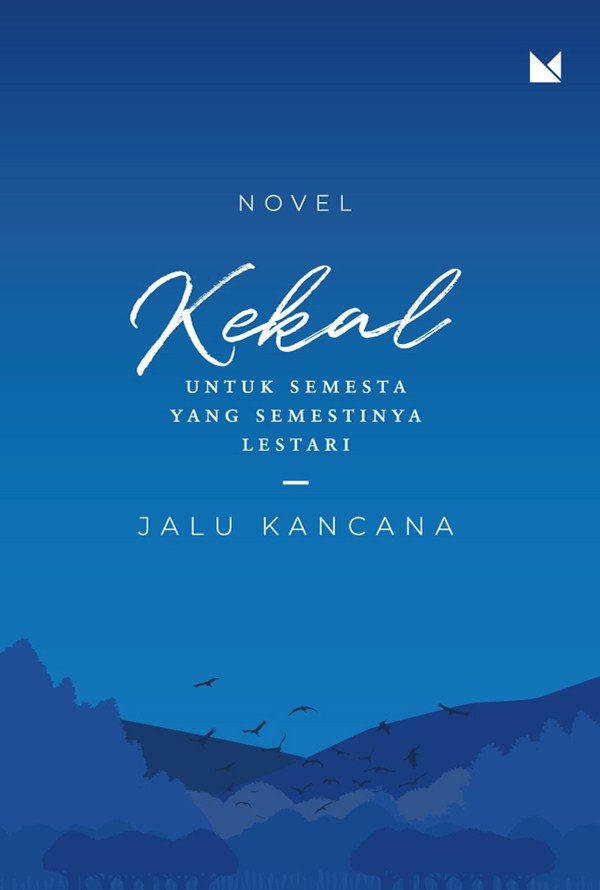 NOVEL
Kekal
UNTUK SEMESTA
YANG SEMESTINYA
LESTARI
JALU KANCANA